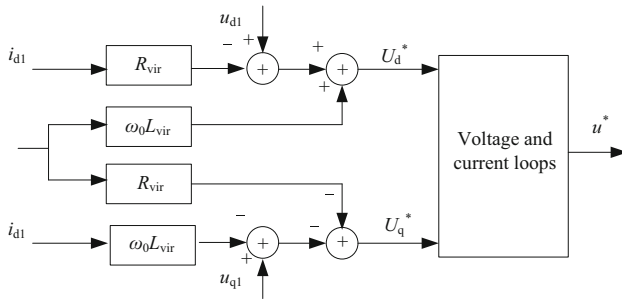 u_d1
i_d1
−
+
R_vir
+
+
+
+
U_d*
ω₀L_vir
R_vir
Voltage and
current loops
u*
−
i_d1
−
−
ω₀L_vir
+
+
+
U_q*
u_q1